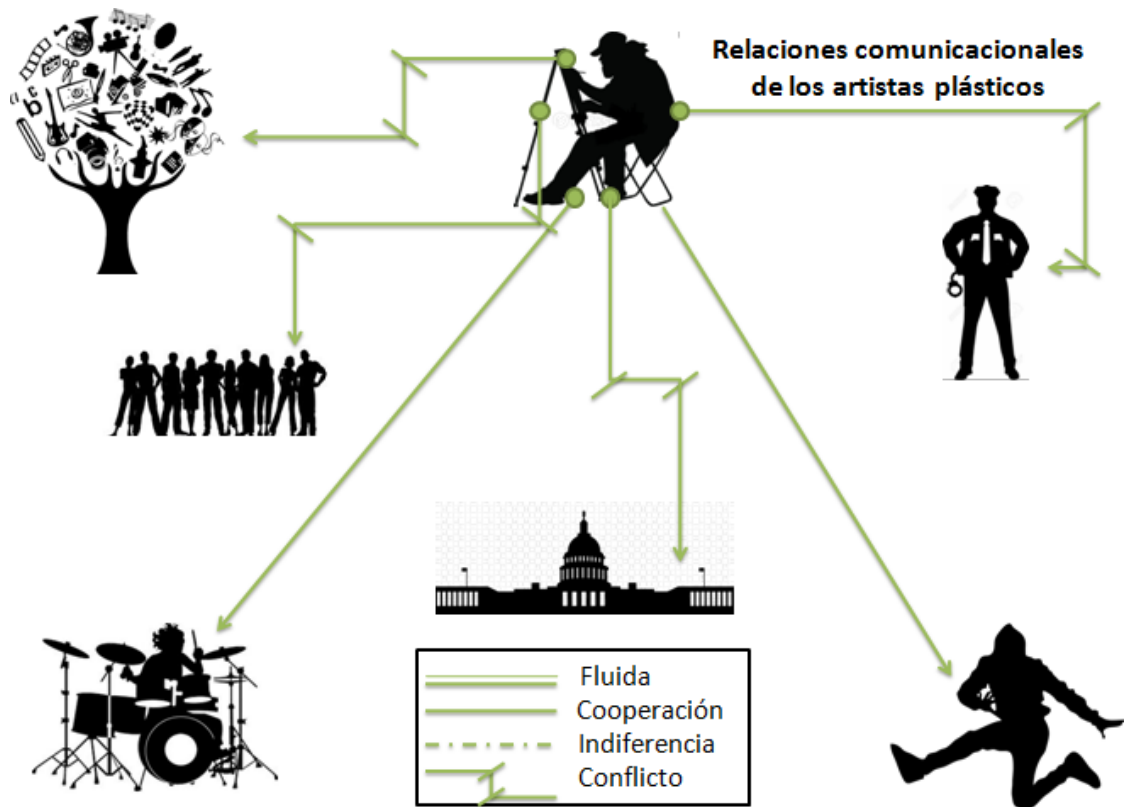 Relaciones comunicacionales
de los artistas plásticos
Fluida
Cooperación
Indiferencia
Conflicto